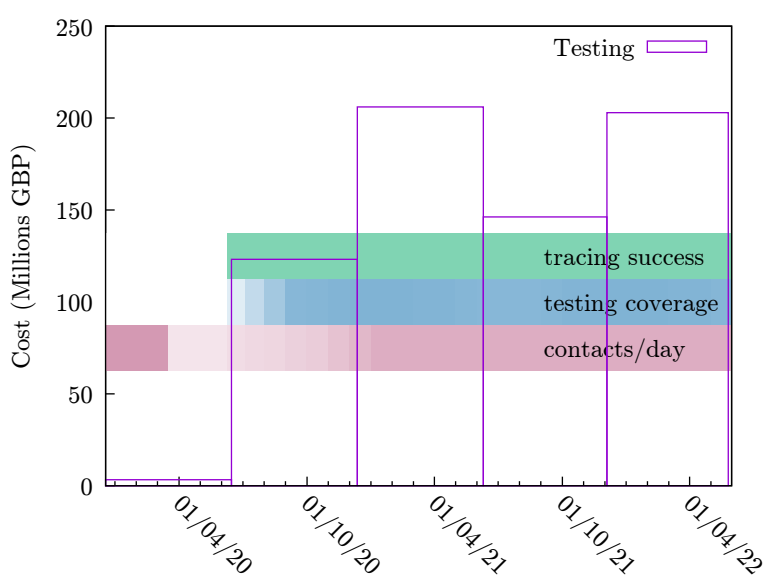 250
Testing
200
150
100
50
0
Cost (Millions GBP)
tracing success
testing coverage
contacts/day
01/04/20
01/10/20
01/04/21
01/10/21
01/04/22